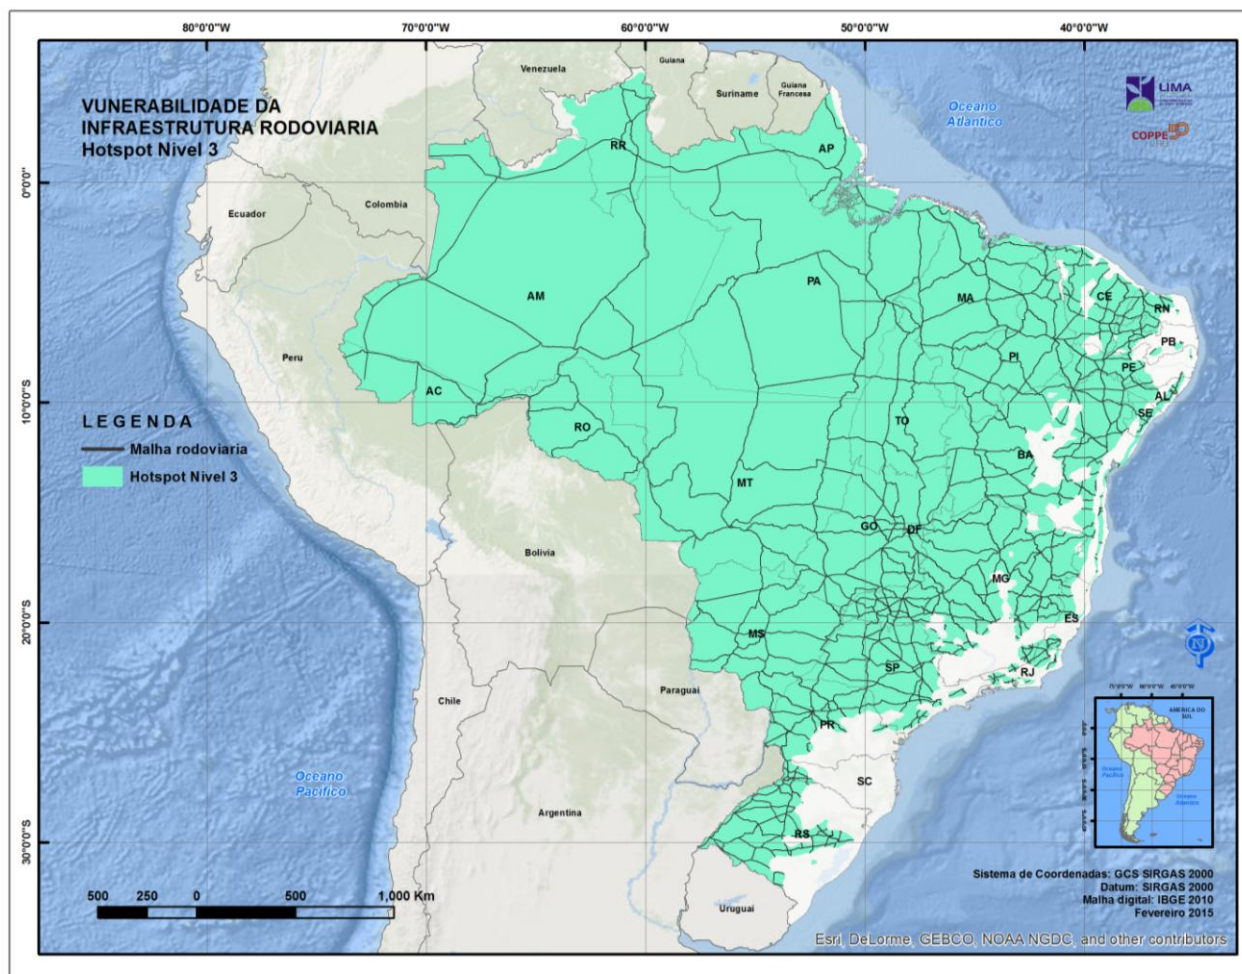 80°0'0"W
70°0'0"W
60°0'0"W
50°0'0"W
40°0'0"W
VUNERABILIDADE DA
INFRAESTRUTURA RODOVIARIA
Hotspot Nivel 3
Venezuela
Guiana
Suriname
Guiana
Francesa
Oceano
Atlantico
LIMA
COPPE
RR
AP
0°0'0"
Ecuador
Colombia
AM
PA
MA
CE
RN
PB
Peru
PI
PE
AL
SE
10°0'0"S
AC
LEGENDA
Malha rodoviaria
Hotspot Nivel 3
RO
TO
BA
MT
GO
DF
Bolivia
MG
ES
20°0'0"S
MS
SP
RJ
Chile
Paraguai
PR
AMERICA DO
SUL
Oceano
Pacifico
Oceano
Atlantico
Oceano
Pacifico
SC
Argentina
RS
30°0'0"S
Uruguai
500
250
0
500
1,000 Km
Sistema de Coordenadas: GCS SIRGAS 2000
Datum: SIRGAS 2000
Malha digital: IBGE 2010
Fevereiro 2015
Esri, DeLorme, GEBCO, NOAA NGDC, and other contributors